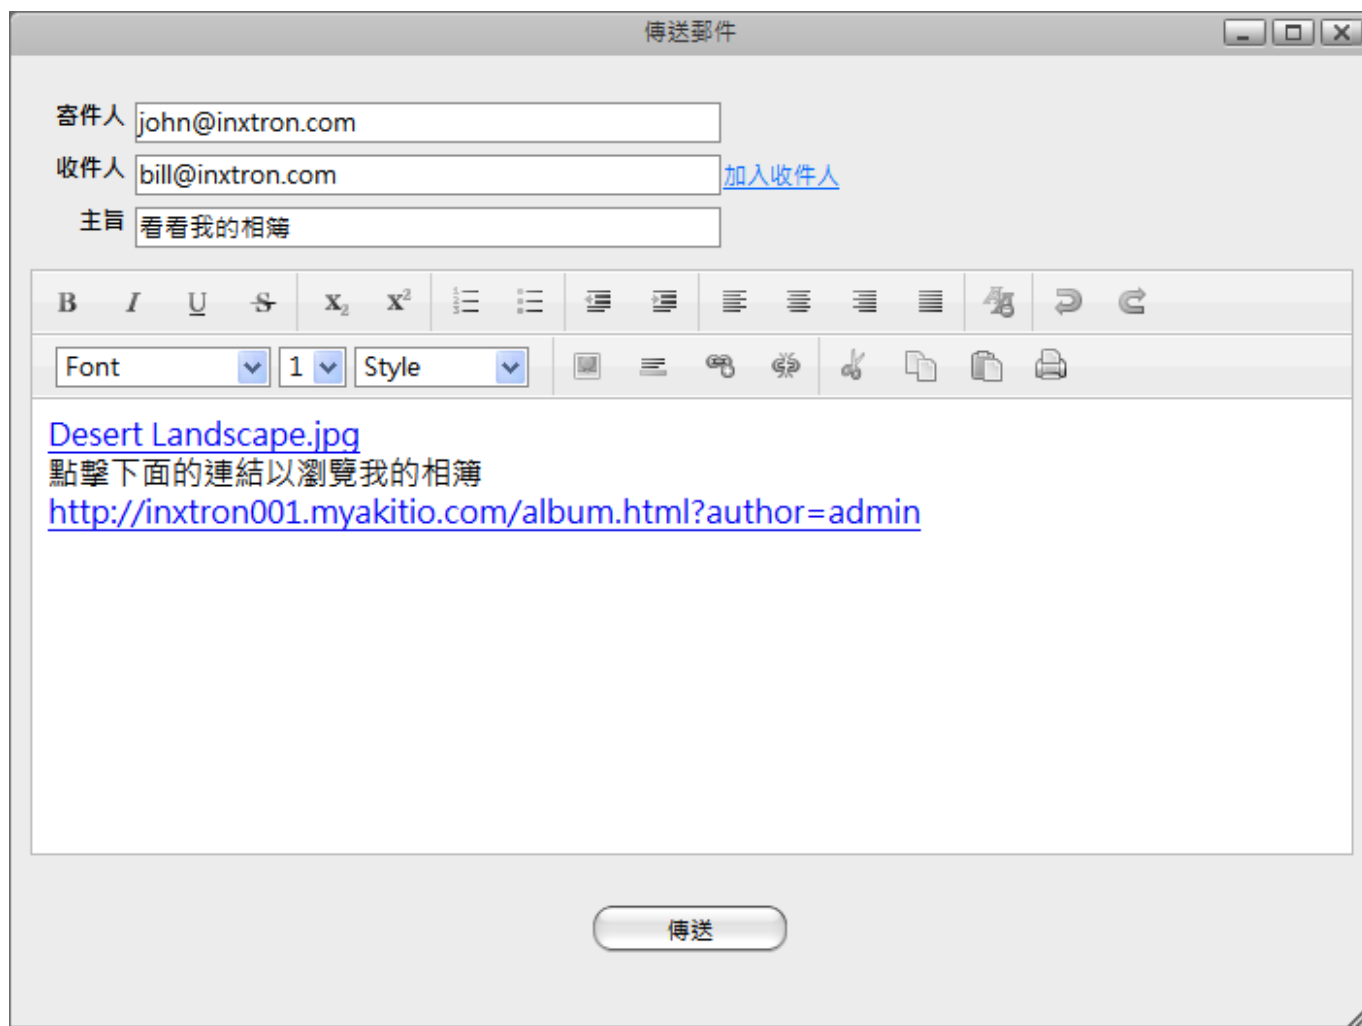 傳送郵件
寄件人 john@inxtron.com
收件人 bill@inxtron.com 加入收件人
主旨 看看我的相簿
B I U S X₂ X²
Font 1 Style
Desert Landscape.jpg
點擊下面的連結以瀏覽我的相簿
http://inxtron001.myakitio.com/album.html?author=admin
傳送